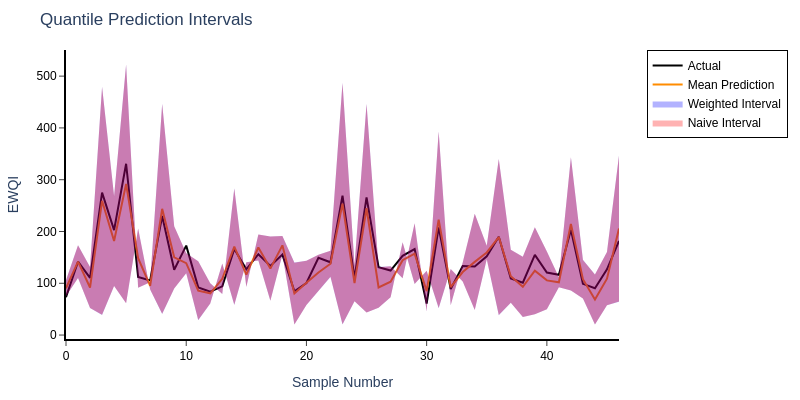 Quantile Prediction Intervals
Actual
Mean Prediction
Weighted Interval
Naive Interval
EWQI
500
400
300
200
100
0
0 10 20 30 40
Sample Number